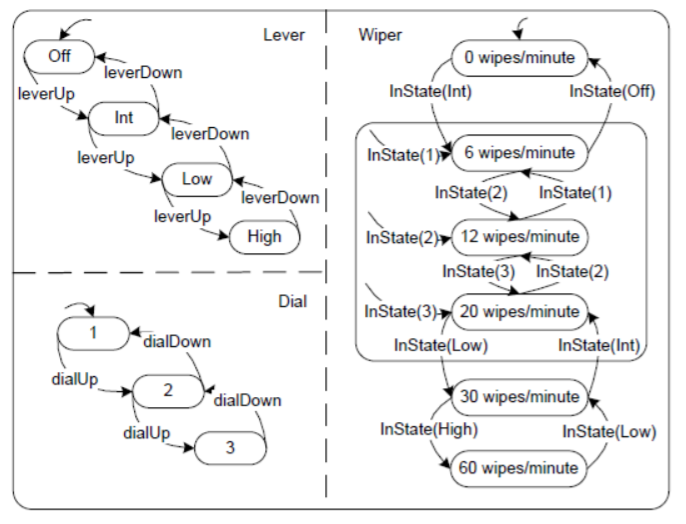 Lever
Off
leverDown
leverUp
Int
leverDown
leverUp
Low
leverDown
leverUp
High
Dial
1
dialDown
dialUp
2
dialDown
dialUp
3
Wiper
0 wipes/minute
InState(Int)
InState(Off)
InState(1)
6 wipes/minute
InState(2)
InState(1)
InState(2)
12 wipes/minute
InState(3)
InState(2)
InState(3)
20 wipes/minute
InState(Low)
InState(Int)
30 wipes/minute
InState(High)
InState(Low)
60 wipes/minute